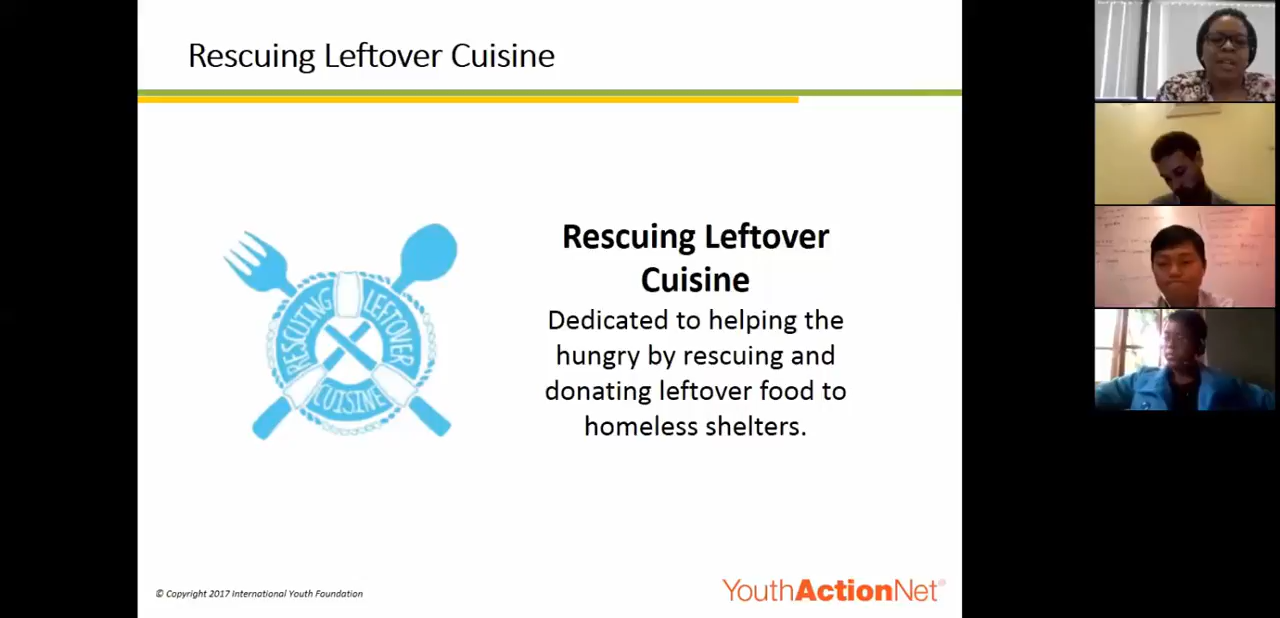 Rescuing Leftover Cuisine
RESCUING
LEFTOVER
CUISINE
Rescuing Leftover
Cuisine
Dedicated to helping the
hungry by rescuing and
donating leftover food to
homeless shelters.
© Copyright 2017 International Youth Foundation
YouthActionNet®